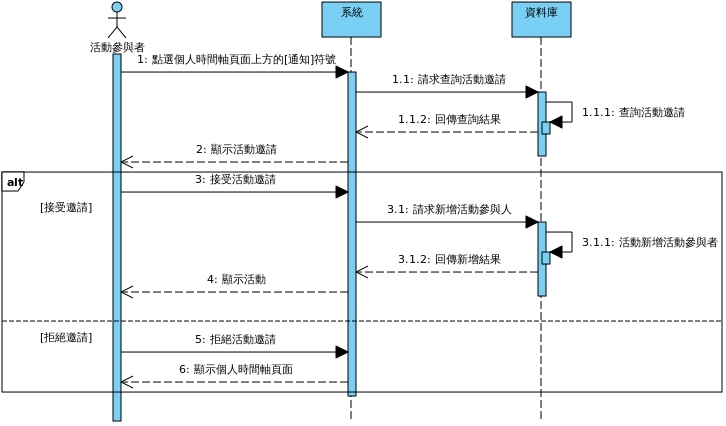 系統
資料庫
活動參與者
1: 點選個人時間軸頁面上方的[通知]符號
1.1: 請求查詢活動邀請
1.1.1: 查詢活動邀請
1.1.2: 回傳查詢結果
2: 顯示活動邀請
alt
3: 接受活動邀請
[接受邀請]
3.1: 請求新增活動參與人
3.1.1: 活動新增活動參與者
3.1.2: 回傳新增結果
4: 顯示活動
[拒絕邀請]
5: 拒絕活動邀請
6: 顯示個人時間軸頁面